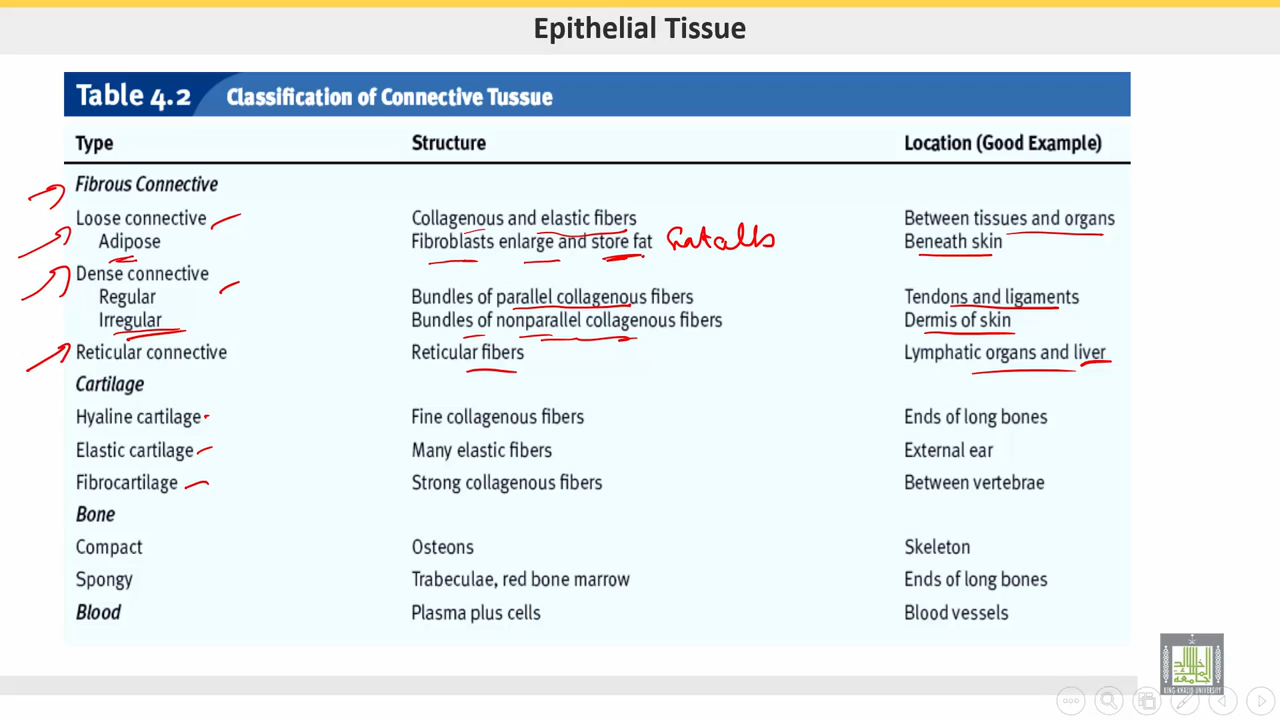 Epithelial Tissue
Table 4.2 Classification of Connective Tussue
Type Structure Location (Good Example)
Fibrous Connective
Loose connective Collagenous and elastic fibers Between tissues and organs
Adipose Fibroblasts enlarge and store fat Beneath skin
Dense connective
Regular Bundles of parallel collagenous fibers Tendons and ligaments
Irregular Bundles of nonparallel collagenous fibers Dermis of skin
Reticular connective Reticular fibers Lymphatic organs and liver
Cartilage
Hyaline cartilage Fine collagenous fibers Ends of long bones
Elastic cartilage Many elastic fibers External ear
Fibrocartilage Strong collagenous fibers Between vertebrae
Bone
Compact Osteons Skeleton
Spongy Trabeculae, red bone marrow Ends of long bones
Blood Plasma plus cells Blood vessels
KING KHALID UNIVERSITY